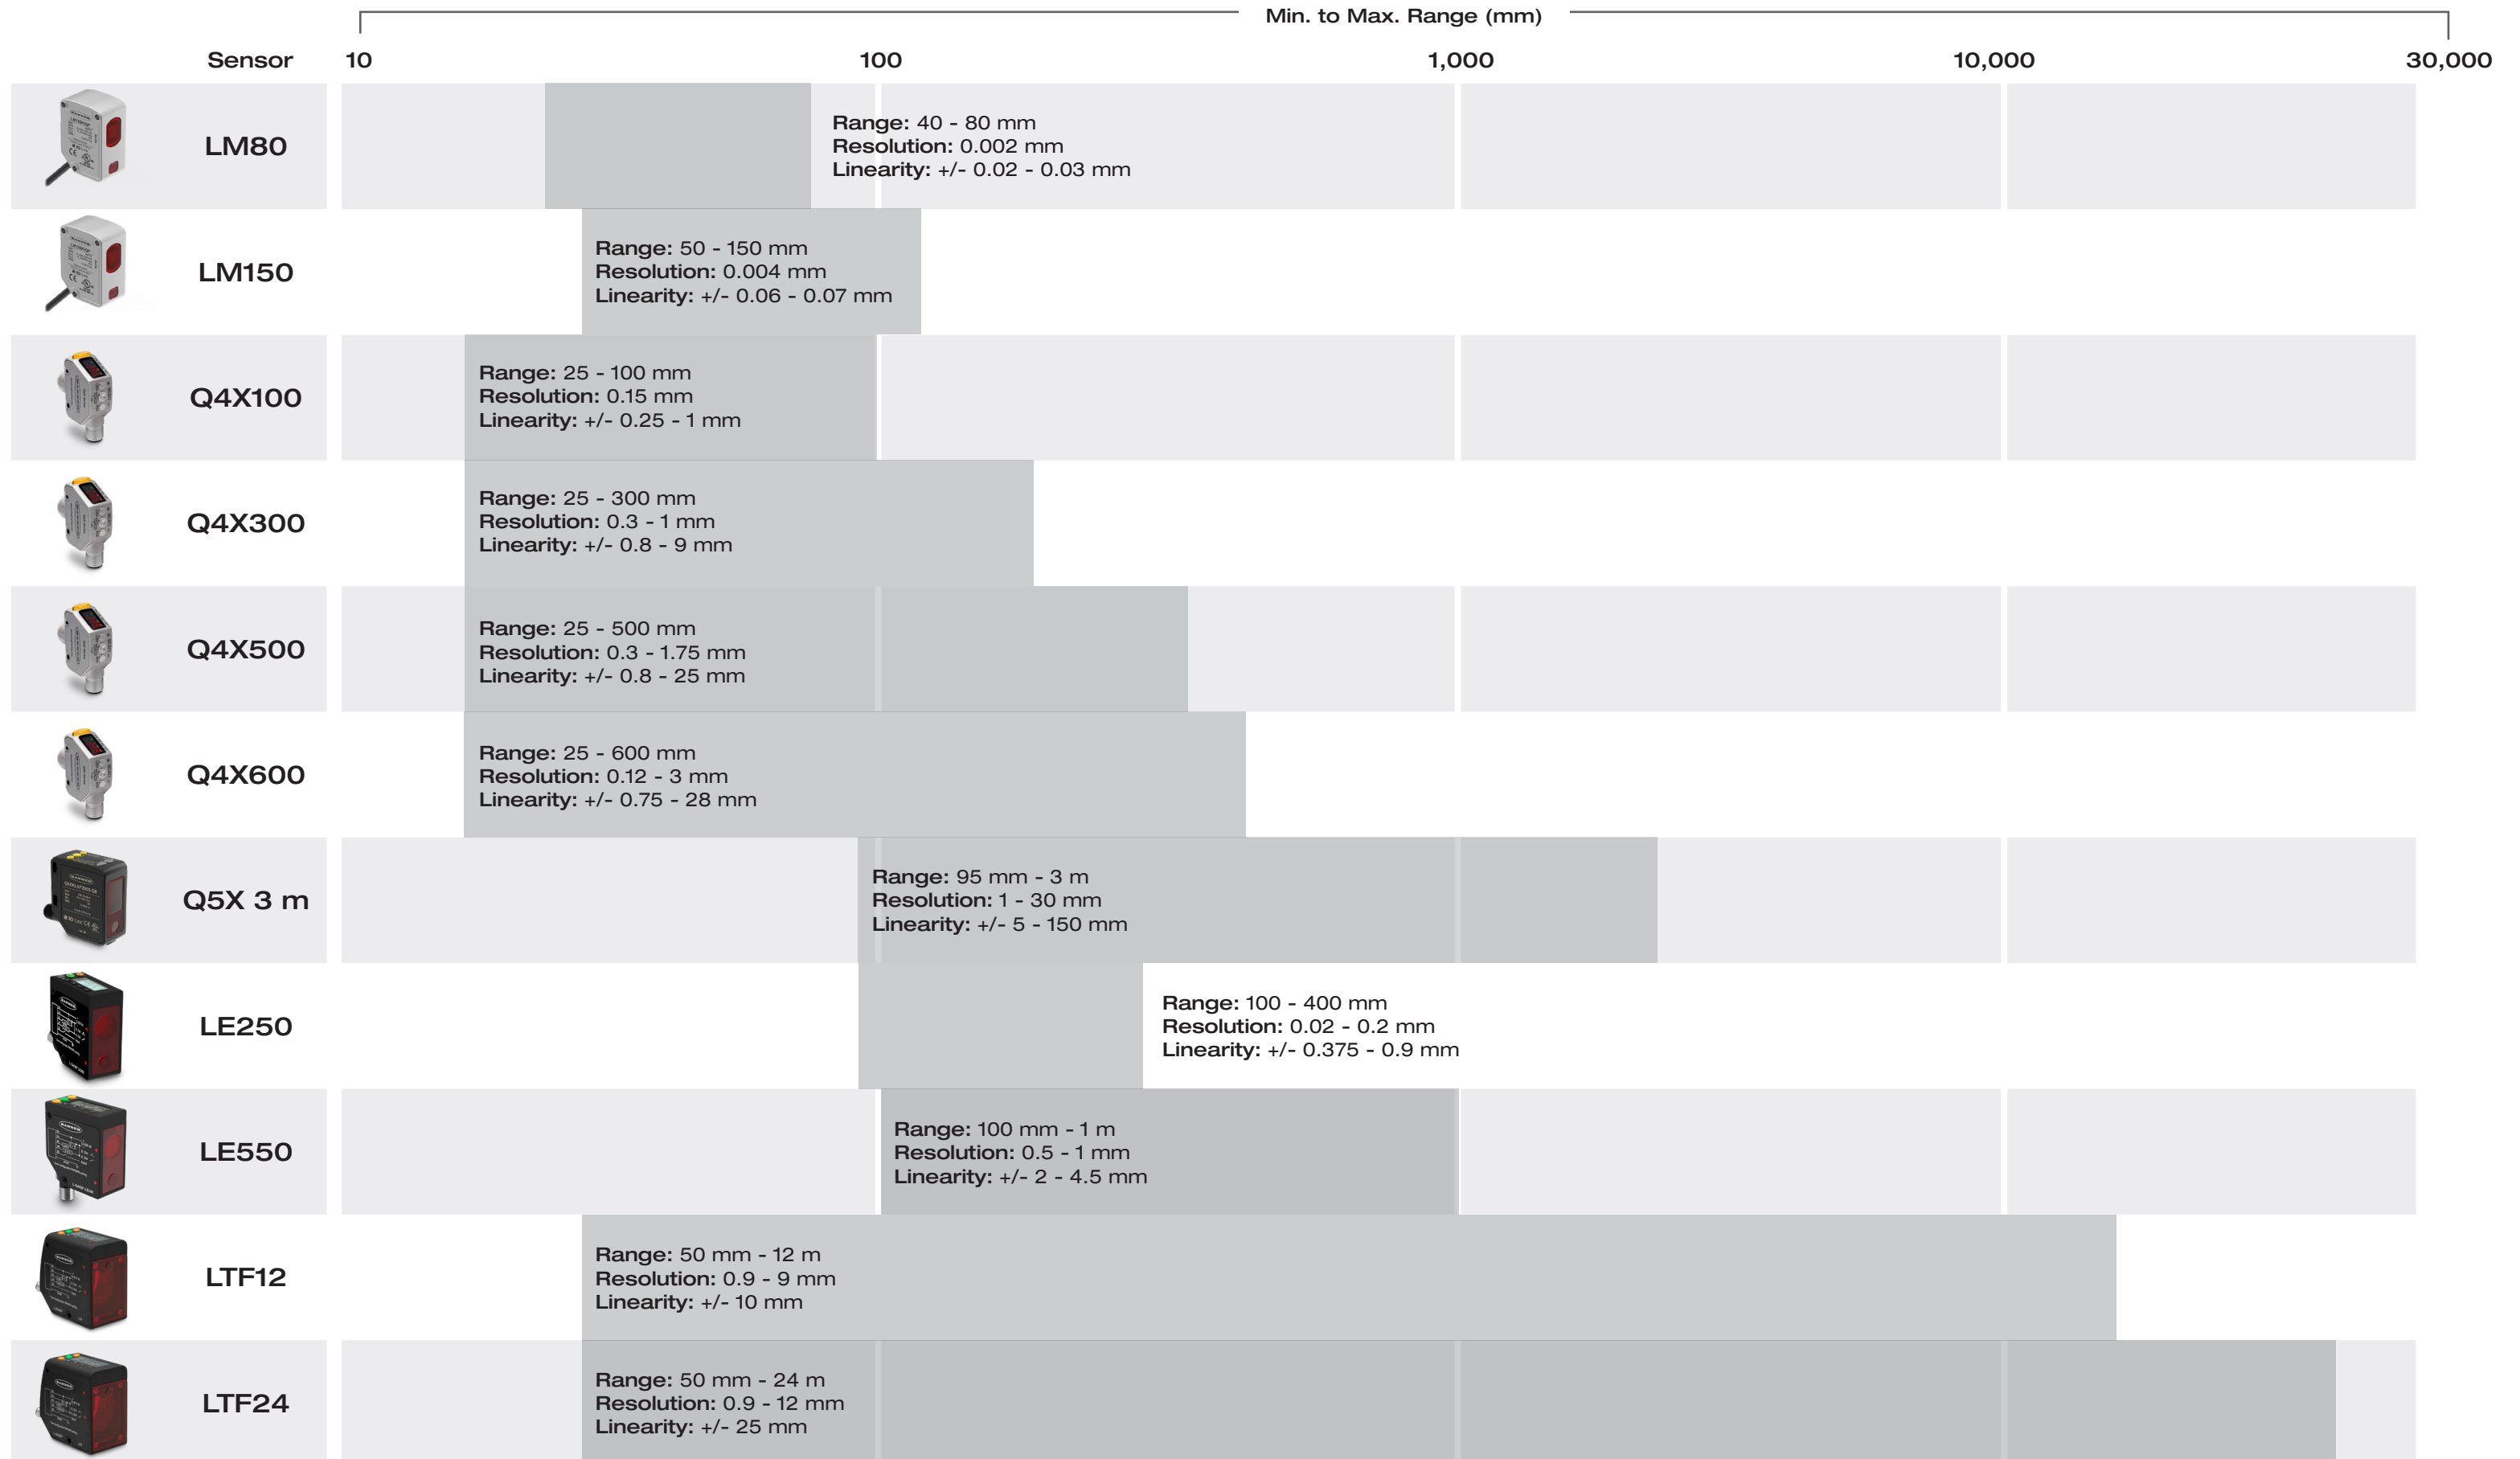 Min. to Max. Range (mm)
Sensor 10 100 1,000 10,000 30,000
LM80
Range: 40 - 80 mm
Resolution: 0.002 mm
Linearity: +/- 0.02 - 0.03 mm
LM150
Range: 50 - 150 mm
Resolution: 0.004 mm
Linearity: +/- 0.06 - 0.07 mm
Q4X100
Range: 25 - 100 mm
Resolution: 0.15 mm
Linearity: +/- 0.25 - 1 mm
Q4X300
Range: 25 - 300 mm
Resolution: 0.3 - 1 mm
Linearity: +/- 0.8 - 9 mm
Q4X500
Range: 25 - 500 mm
Resolution: 0.3 - 1.75 mm
Linearity: +/- 0.8 - 25 mm
Q4X600
Range: 25 - 600 mm
Resolution: 0.12 - 3 mm
Linearity: +/- 0.75 - 28 mm
Q5X 3 m
Range: 95 mm - 3 m
Resolution: 1 - 30 mm
Linearity: +/- 5 - 150 mm
LE250
Range: 100 - 400 mm
Resolution: 0.02 - 0.2 mm
Linearity: +/- 0.375 - 0.9 mm
LE550
Range: 100 mm - 1 m
Resolution: 0.5 - 1 mm
Linearity: +/- 2 - 4.5 mm
LTF12
Range: 50 mm - 12 m
Resolution: 0.9 - 9 mm
Linearity: +/- 10 mm
LTF24
Range: 50 mm - 24 m
Resolution: 0.9 - 12 mm
Linearity: +/- 25 mm